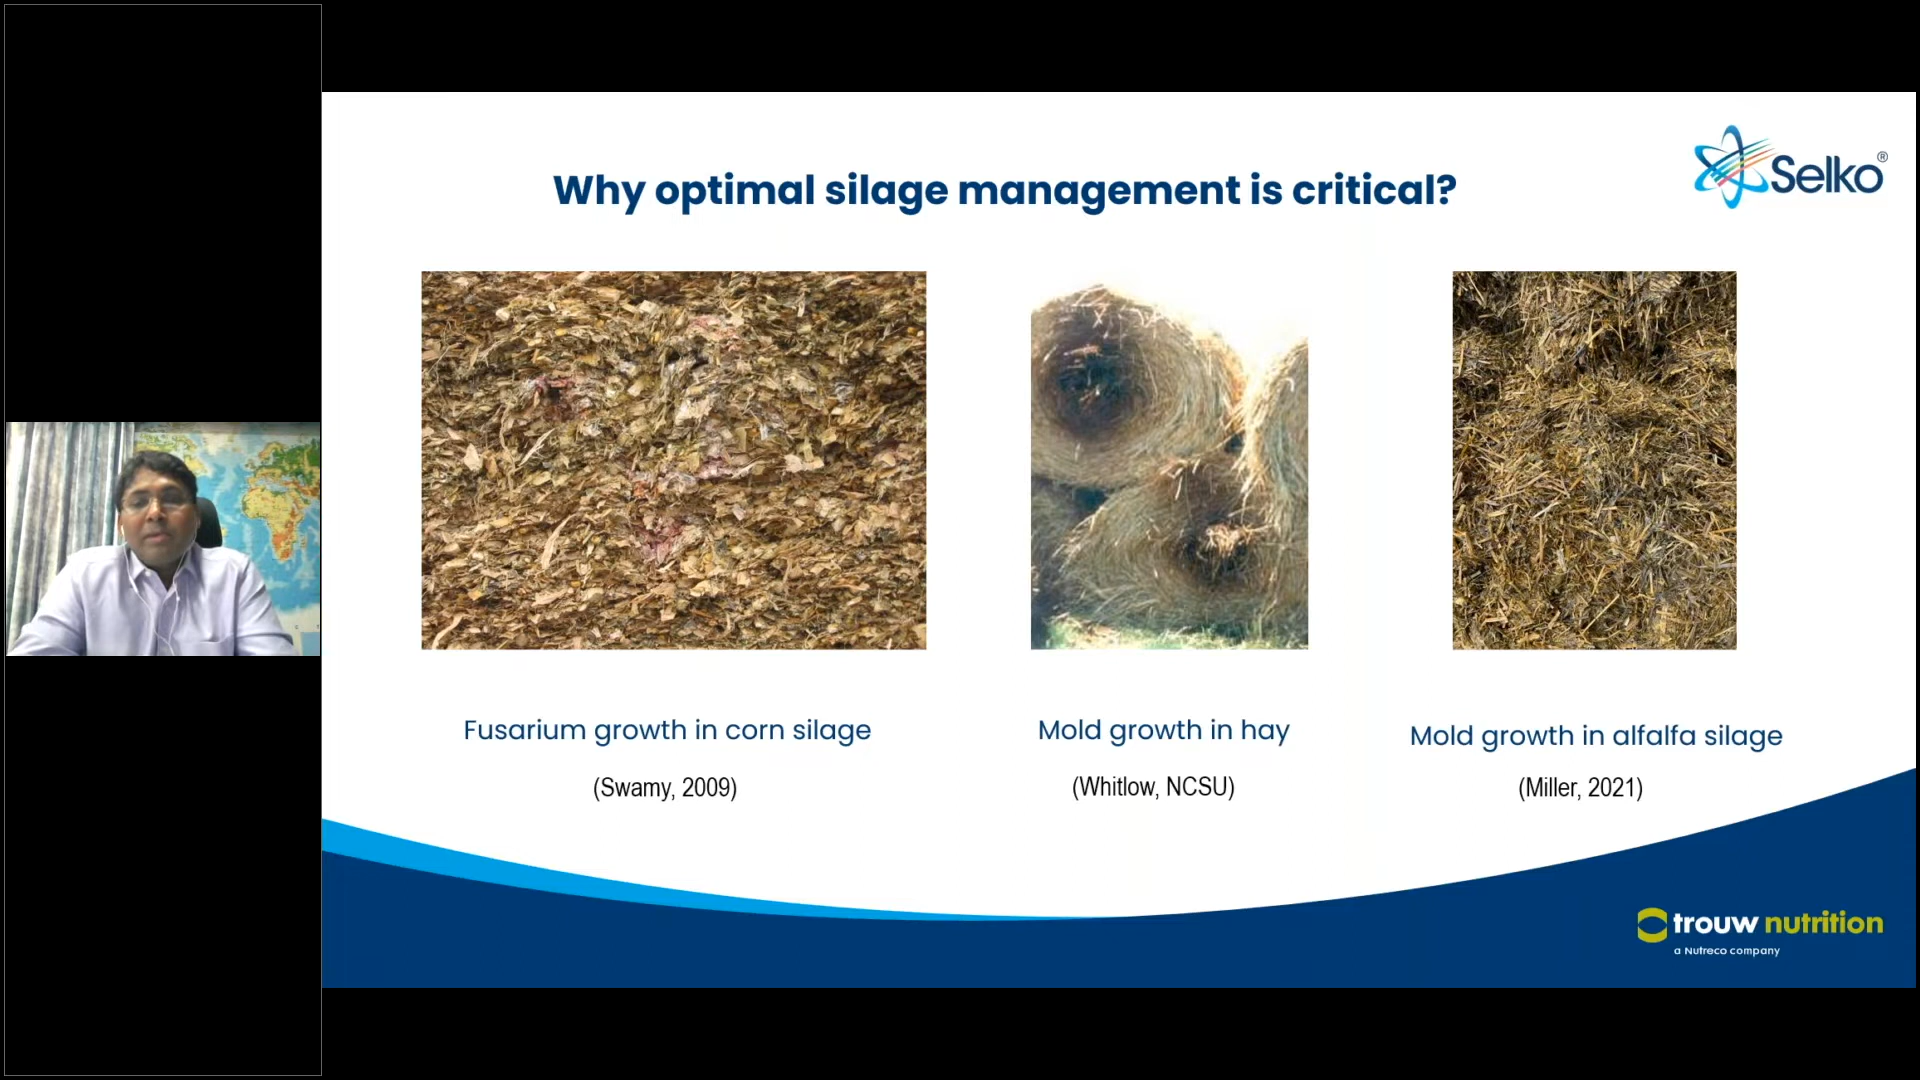 Why optimal silage management is critical?
Selko®
Fusarium growth in corn silage
(Swamy, 2009)
Mold growth in hay
(Whitlow, NCSU)
Mold growth in alfalfa silage
(Miller, 2021)
trouw nutrition
a Nutreco company